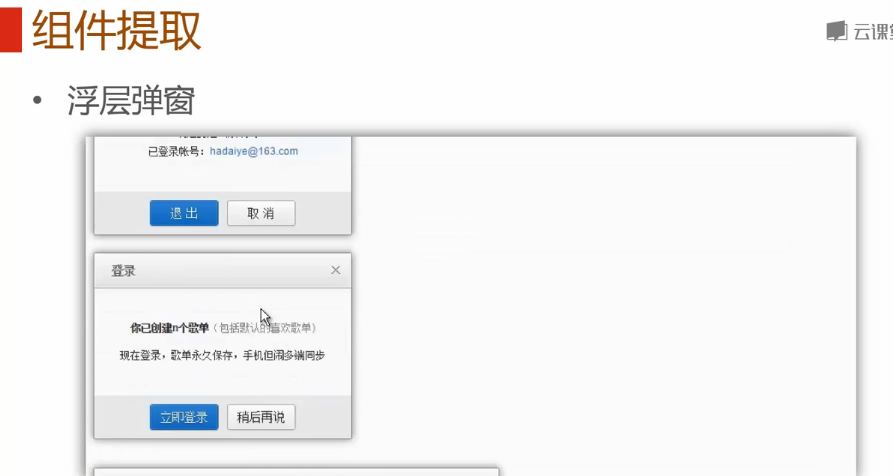 组件提取
云课
• 浮层弹窗
已登录帐号：hadaiye@163.com
退 出
取 消
登录
你已创建n个歌单（包括默认的喜欢歌单）
现在登录，歌单永久保存，手机但闹多端同步
立即登录
稍后再说